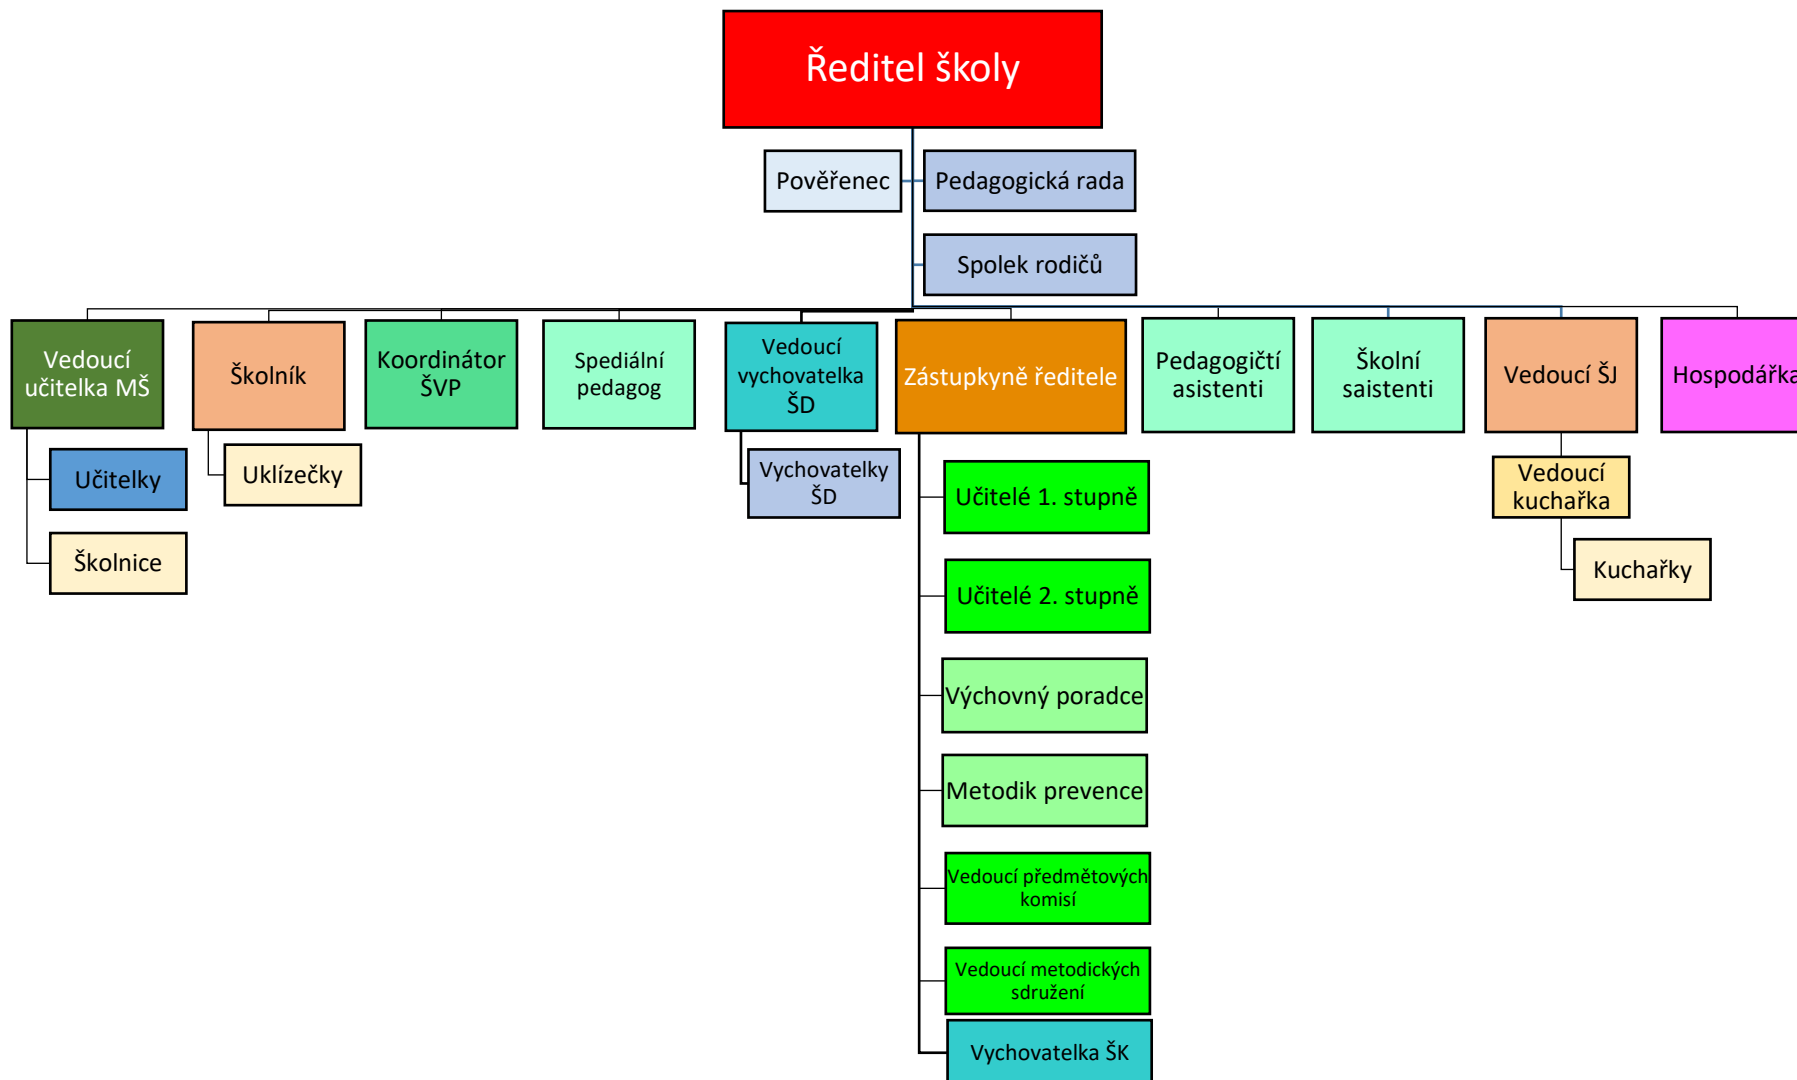 Ředitel školy
Pověřenec
Pedagogická rada
Spolek rodičů
Vedoucí
učitelka MŠ
Školník
Koordinátor
ŠVP
Spediální
pedagog
Vedoucí
vychovatelka
ŠD
Zástupkyně ředitele
Pedagogičtí
asistenti
Školní
saistenti
Vedoucí ŠJ
Hospodářka
Učitelky
Školnice
Uklízečky
Vychovatelky
ŠD
Učitelé 1. stupně
Učitelé 2. stupně
Výchovný poradce
Metodik prevence
Vedoucí předmětových
komisí
Vedoucí metodických
sdružení
Vychovatelka ŠK
Vedoucí
kuchařka
Kuchařky